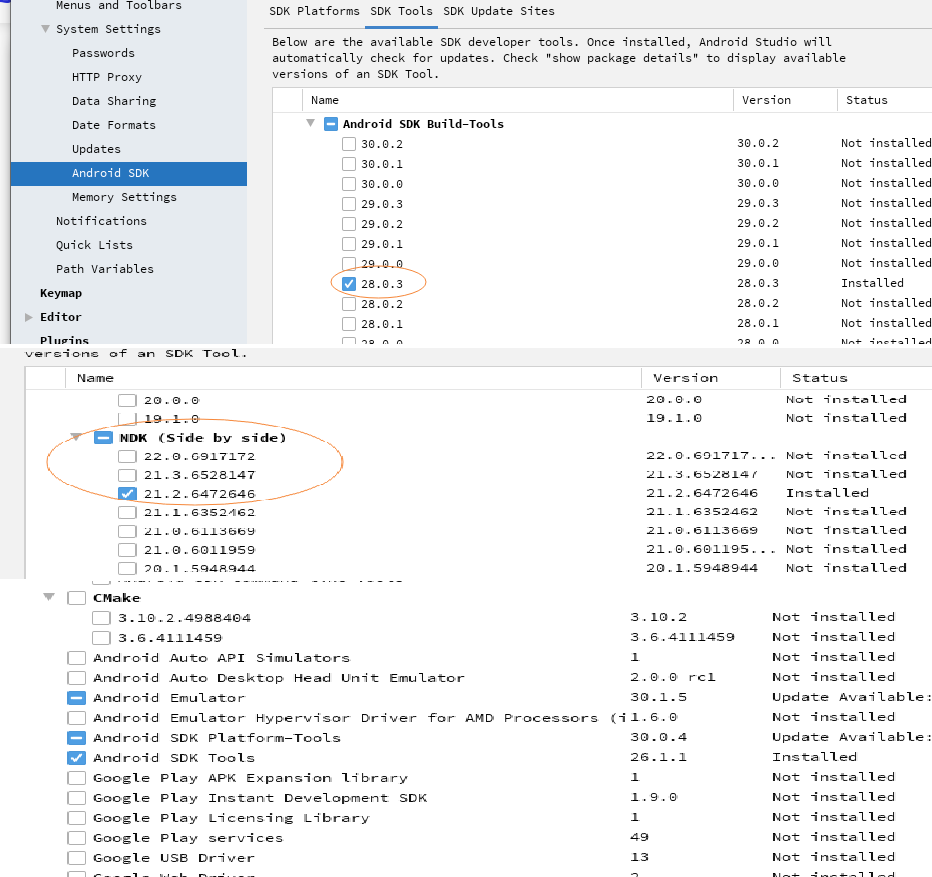 Menus and Toolbars
System Settings
Passwords
HTTP Proxy
Data Sharing
Date Formats
Updates
Android SDK
Memory Settings
Notifications
Quick Lists
Path Variables
Keymap
Editor
Plugins
SDK Platforms SDK Tools SDK Update Sites
Below are the available SDK developer tools. Once installed, Android Studio will
automatically check for updates. Check "show package details" to display available
versions of an SDK Tool.
Name Version Status
Android SDK Build-Tools
30.0.2 30.0.2 Not installed
30.0.1 30.0.1 Not installed
30.0.0 30.0.0 Not installed
29.0.3 29.0.3 Not installed
29.0.2 29.0.2 Not installed
29.0.1 29.0.1 Not installed
29.0.0 29.0.0 Not installed
28.0.3 28.0.3 Installed
28.0.2 28.0.2 Not installed
28.0.1 28.0.1 Not installed
28.0.0 28.0.0 Not installed
versions of an SDK Tool.
Name Version Status
20.0.0 20.0.0 Not installed
19.1.0 19.1.0 Not installed
NDK (Side by side)
22.0.6917172 22.0.691717... Not installed
21.3.6528147 21.3.6528147 Not installed
21.2.6472646 21.2.6472646 Installed
21.1.6352462 21.1.6352462 Not installed
21.0.6113669 21.0.6113669 Not installed
21.0.6011959 21.0.601195... Not installed
20.1.5948944 20.1.5948944 Not installed
CMake
3.10.2.4988404 3.10.2 Not installed
3.6.4111459 3.6.4111459 Not installed
Android Auto API Simulators 1 Not installed
Android Auto Desktop Head Unit Emulator 2.0.0 rc1 Not installed
Android Emulator 30.1.5 Update Available:
Android Emulator Hypervisor Driver for AMD Processors (i 1.6.0 Not installed
Android SDK Platform-Tools 30.0.4 Update Available:
Android SDK Tools 26.1.1 Installed
Google Play APK Expansion library 1 Not installed
Google Play Instant Development SDK 1.9.0 Not installed
Google Play Licensing Library 1 Not installed
Google Play services 49 Not installed
Google USB Driver 13 Not installed
Google Web Driver 2 Not installed